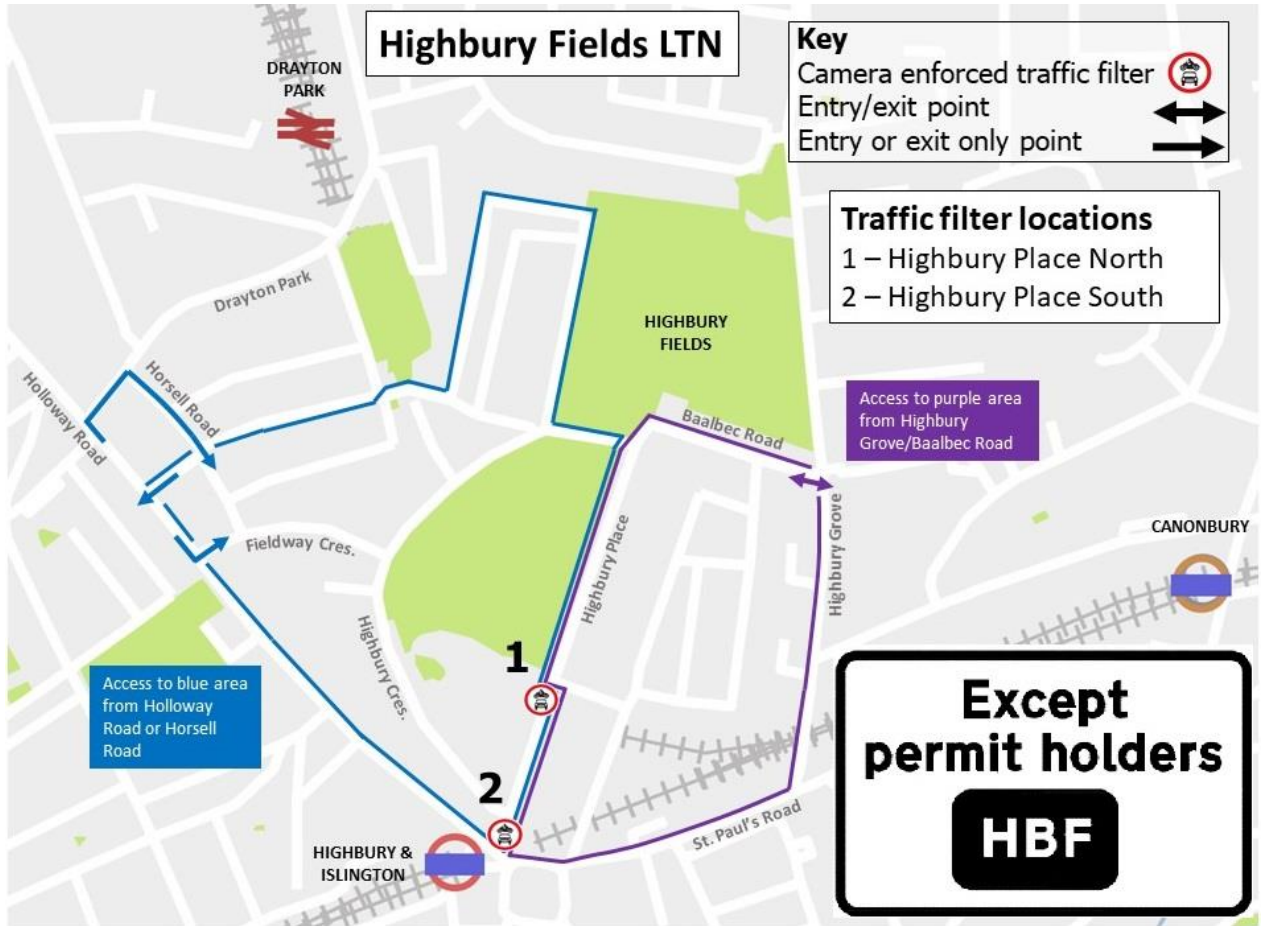 Highbury Fields LTN
Key
Camera enforced traffic filter
Entry/exit point
Entry or exit only point
DRAYTON
PARK
Traffic filter locations
1 – Highbury Place North
2 – Highbury Place South
Drayton Park
HIGHBURY
FIELDS
Horsell Road
Holloway Road
Baalbec Road
Access to purple area
from Highbury
Grove/Baalbec Road
Highbury Place
Highbury Grove
CANONBURY
Fieldway Cres.
Highbury Cres.
1
Access to blue area
from Holloway
Road or Horsell
Road
2
St. Paul's Road
HIGHBURY &
ISLINGTON
Except
permit holders
HBF